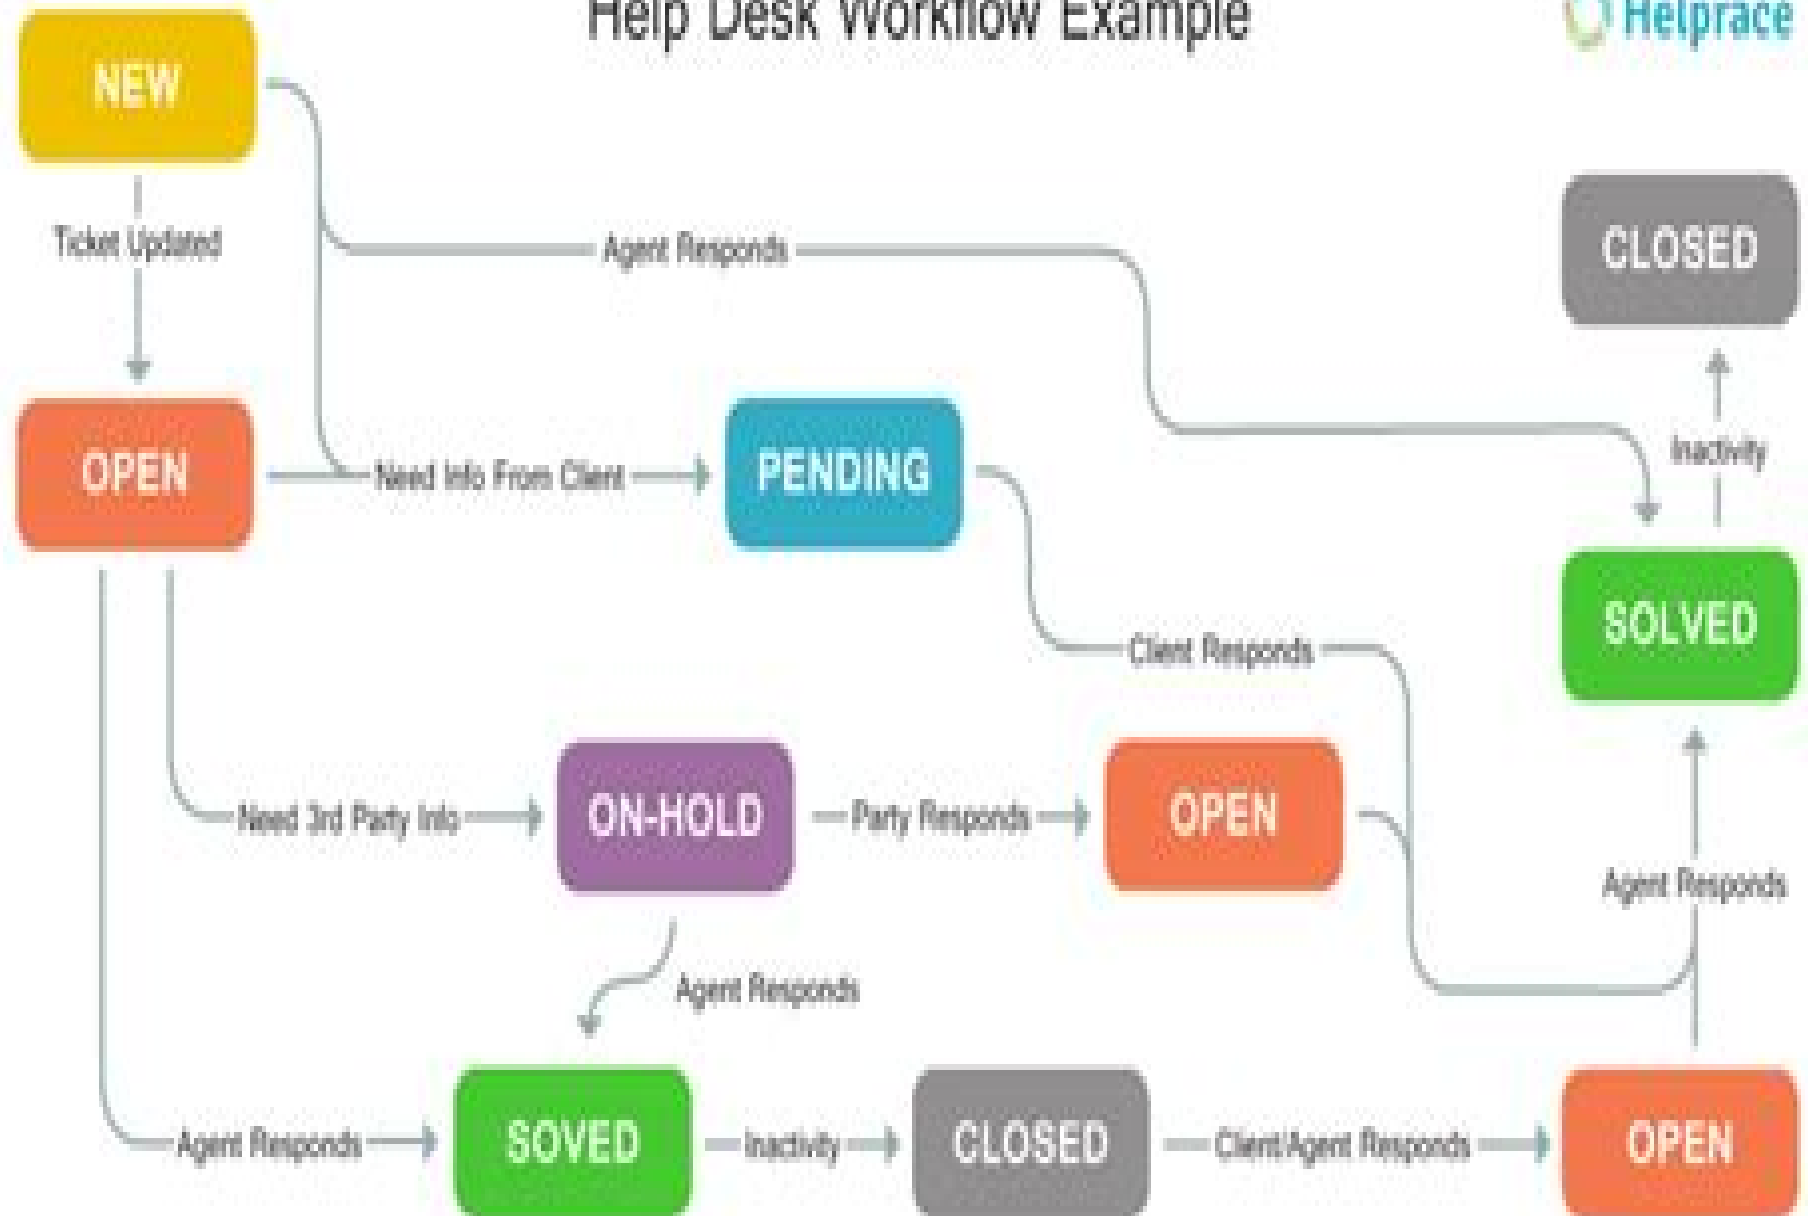 Help Desk Workflow Example
Helprace
NEW
Ticket Updated
Agent Responds
CLOSED
Inactivity
OPEN
Need Info From Client
PENDING
Client Responds
SOLVED
Need 3rd Party Info
ON-HOLD
Party Responds
OPEN
Agent Responds
Agent Responds
Agent Responds
SOVED
Inactivity
CLOSED
Client/Agent Responds
OPEN